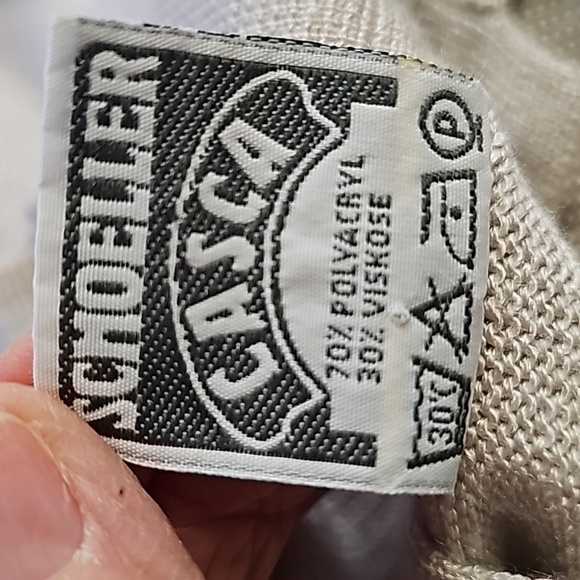 SCHOELLER
CASCA
70% POLYACRYL
30% VISKOSE
30
P